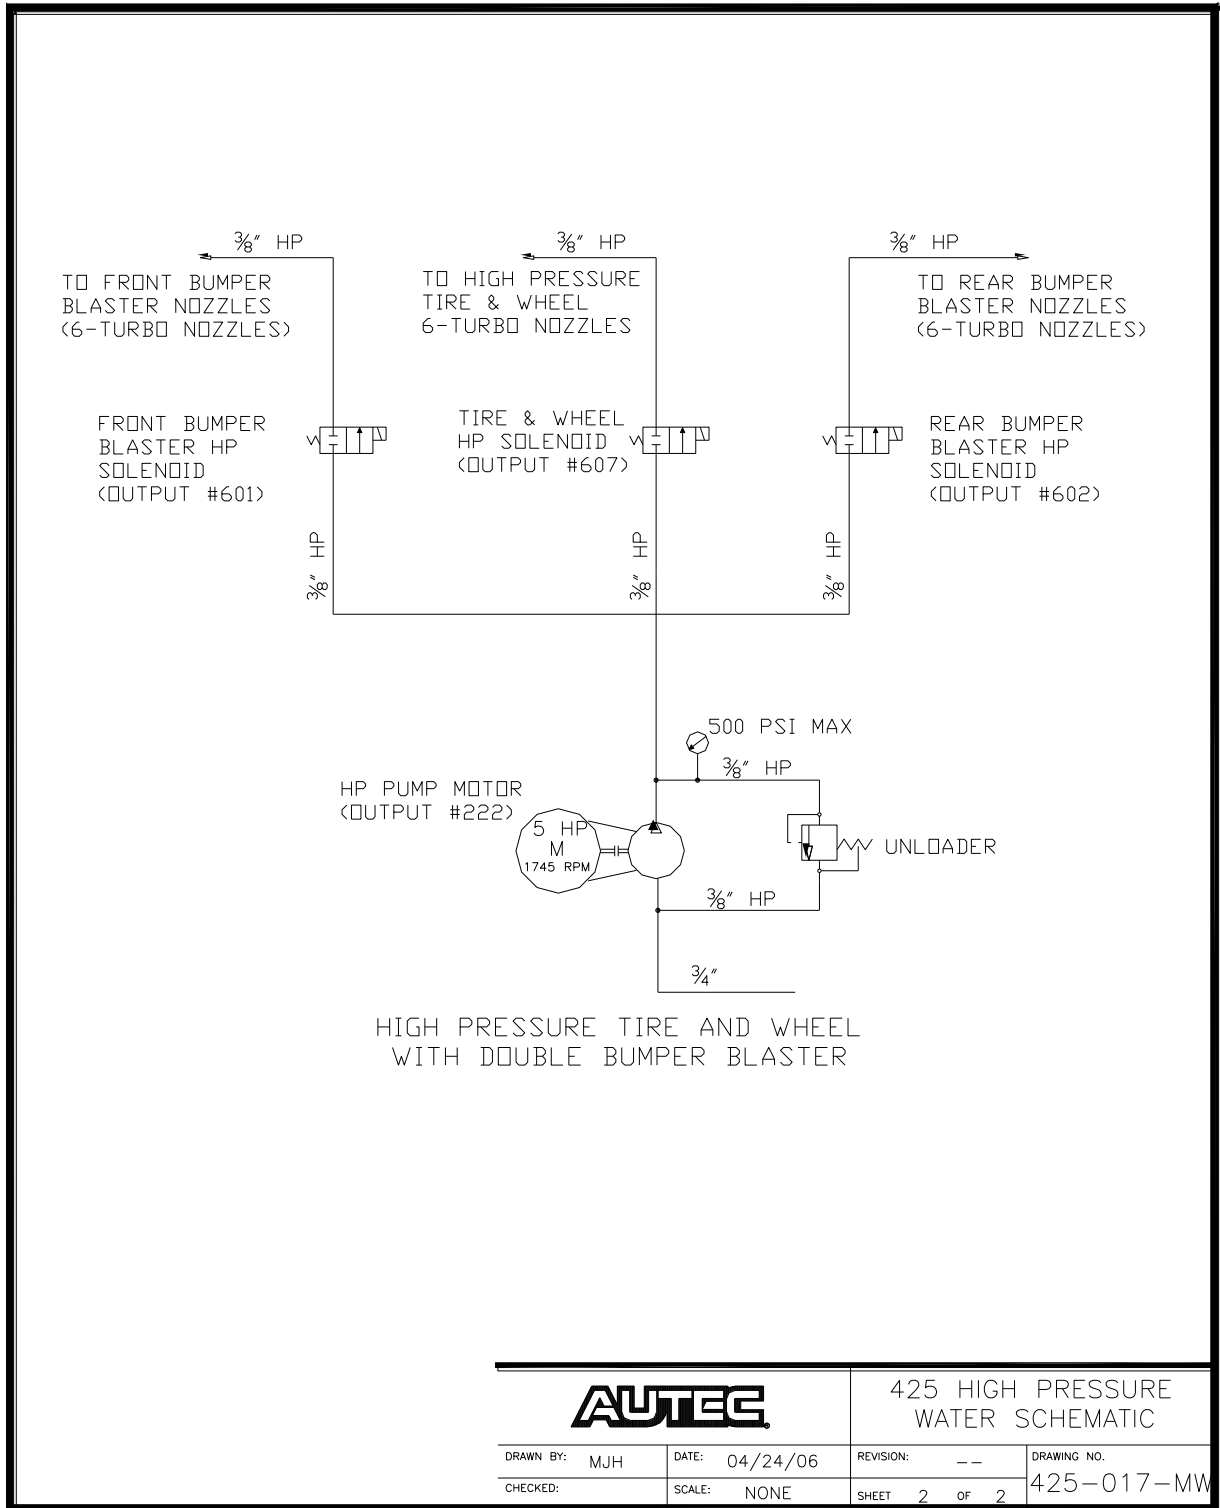 3/8" HP
3/8" HP
3/8" HP
TO FRONT BUMPER
BLASTER NOZZLES
(6-TURBO NOZZLES)
TO HIGH PRESSURE
TIRE & WHEEL
6-TURBO NOZZLES
TO REAR BUMPER
BLASTER NOZZLES
(6-TURBO NOZZLES)
FRONT BUMPER
BLASTER HP
SOLENOID
(OUTPUT #601)
TIRE & WHEEL
HP SOLENOID
(OUTPUT #607)
REAR BUMPER
BLASTER HP
SOLENOID
(OUTPUT #602)
3/8" HP
3/8" HP
3/8" HP
500 PSI MAX
3/8" HP
HP PUMP MOTOR
(OUTPUT #222)
5 HP
M
1745 RPM
UNLOADER
3/8" HP
3/4"
HIGH PRESSURE TIRE AND WHEEL
WITH DOUBLE BUMPER BLASTER
AUTEC
425 HIGH PRESSURE
WATER SCHEMATIC
DRAWN BY: MJH
DATE: 04/24/06
REVISION: --
DRAWING NO.
425-017-MW
CHECKED:
SCALE: NONE
SHEET 2 OF 2